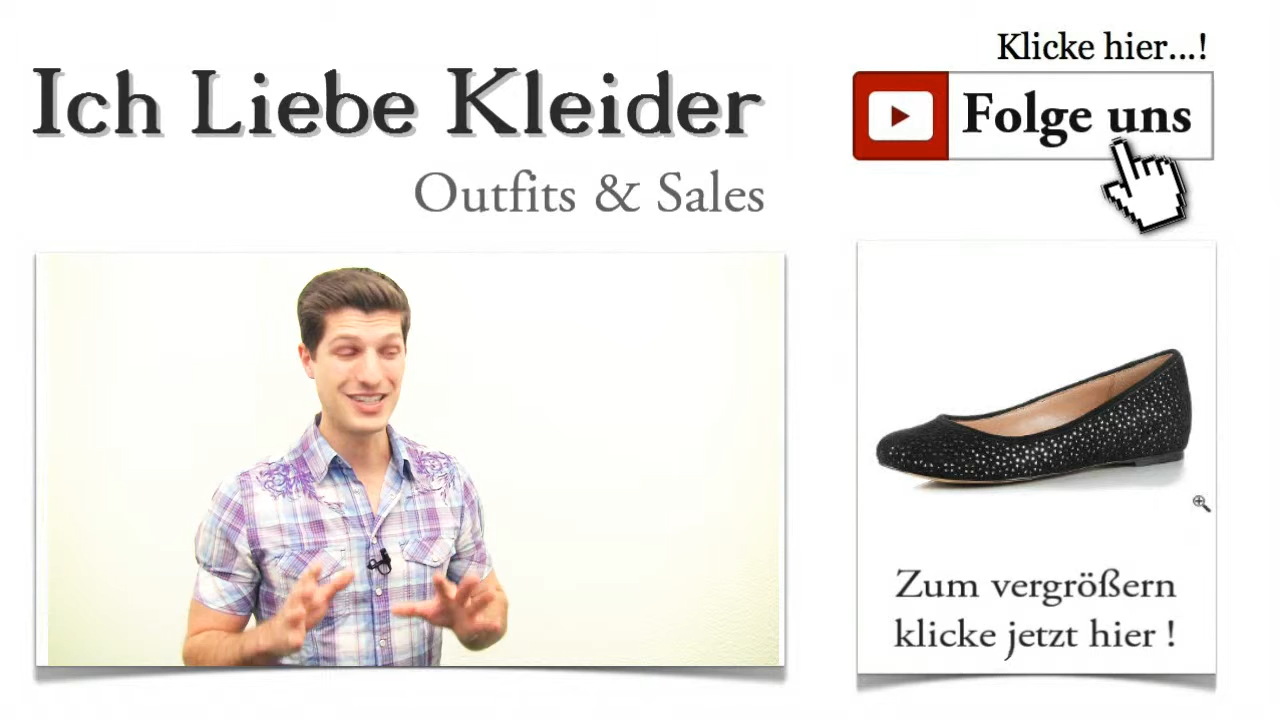 Ich Liebe Kleider
Outfits & Sales
Klicke hier...!
Folge uns
Zum vergrößern
klicke jetzt hier !